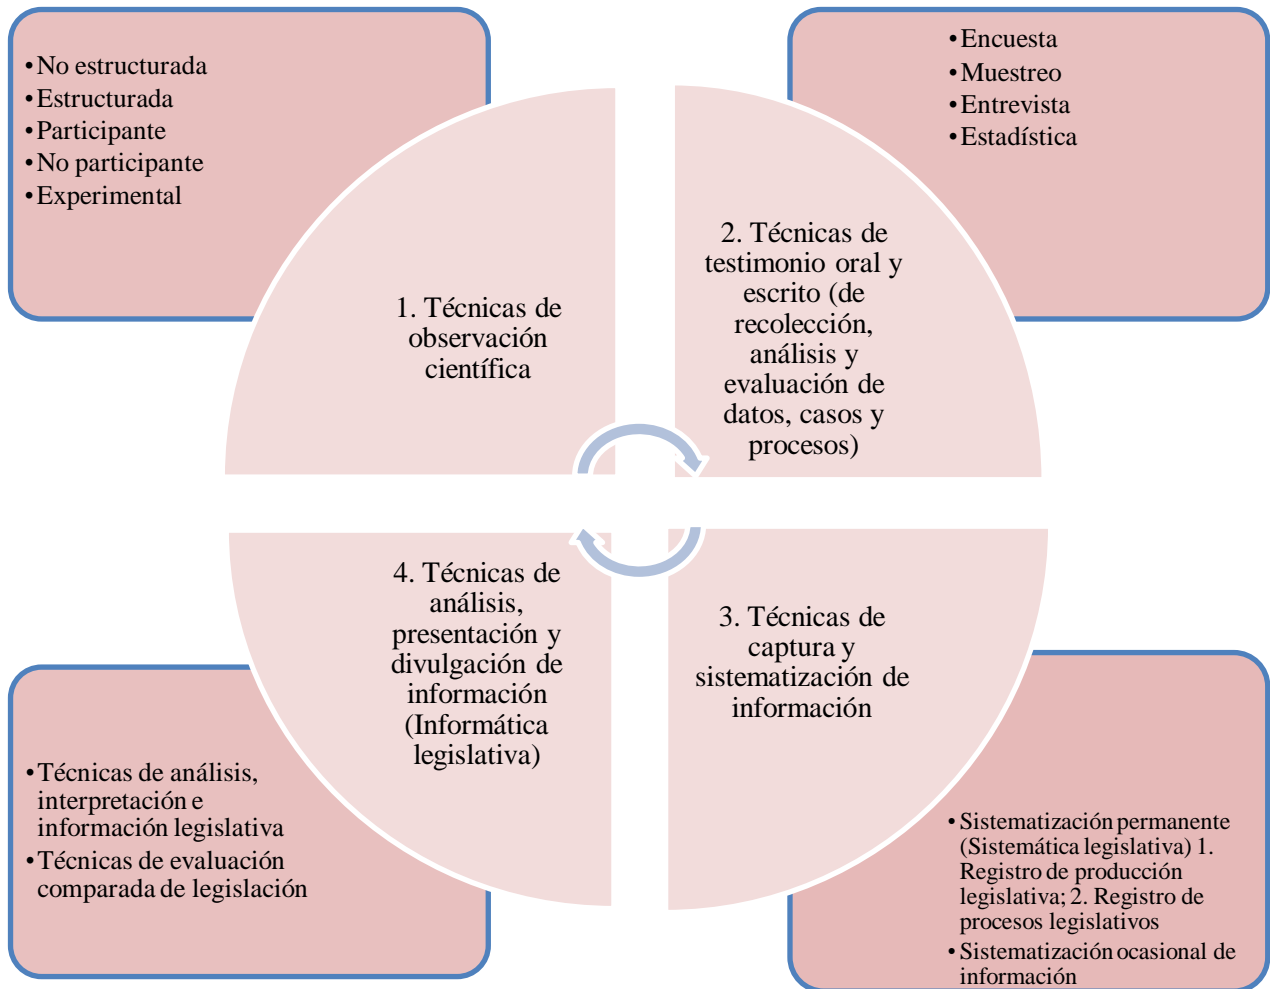 •No estructurada
•Estructurada
•Participante
•No participante
•Experimental
•Encuesta
•Muestreo
•Entrevista
•Estadística
1. Técnicas de
observación
científica
2. Técnicas de
testimonio oral y
escrito (de
recolección,
análisis y
evaluación de
datos, casos y
procesos)
3. Técnicas de
captura y
sistematización de
información
4. Técnicas de
análisis,
presentación y
divulgación de
información
(Informática
legislativa)
•Técnicas de análisis,
interpretación e
información legislativa
•Técnicas de evaluación
comparada de legislación
•Sistematización permanente
(Sistemática legislativa) 1.
Registro de producción
legislativa; 2. Registro de
procesos legislativos
•Sistematización ocasional de
información